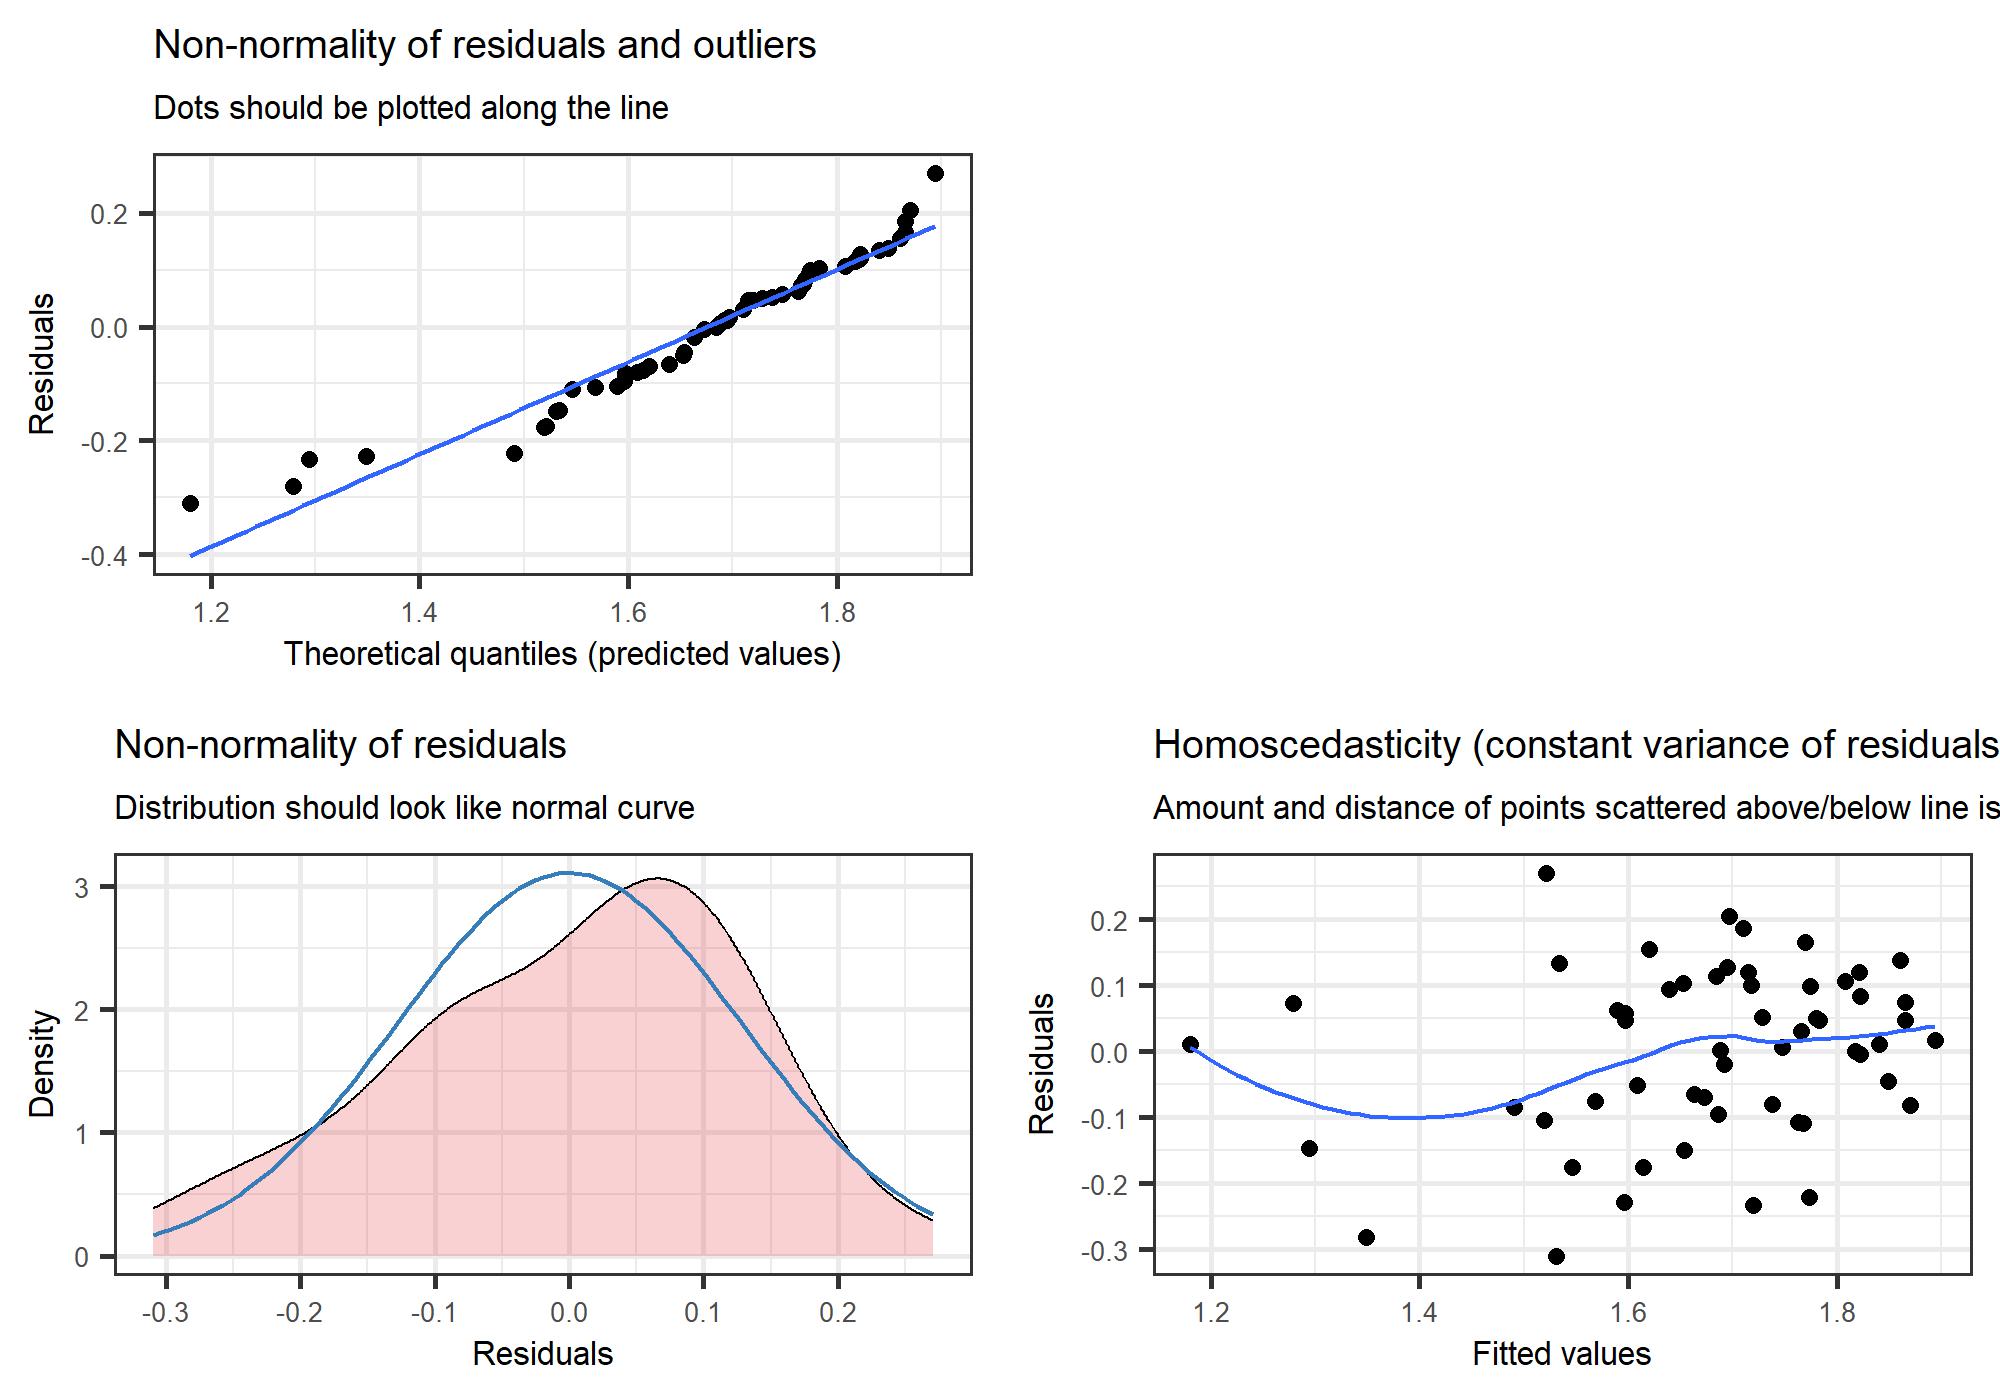 Non-normality of residuals and outliers
Dots should be plotted along the line
Residuals
0.2
0.0
-0.2
-0.4
1.2 1.4 1.6 1.8
Theoretical quantiles (predicted values)
Non-normality of residuals
Distribution should look like normal curve
Density
3
2
1
0
-0.3 -0.2 -0.1 0.0 0.1 0.2
Residuals
Homoscedasticity (constant variance of residuals
Amount and distance of points scattered above/below line is
Residuals
0.2
0.1
0.0
-0.1
-0.2
-0.3
1.2 1.4 1.6 1.8
Fitted values